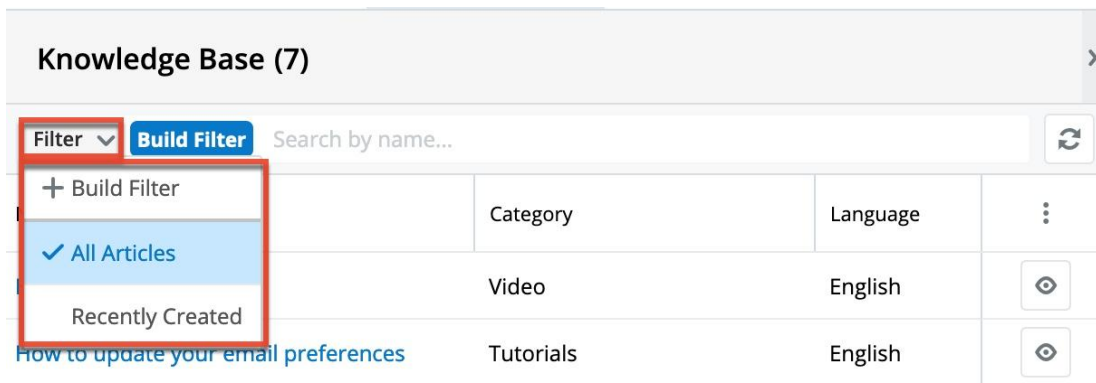 Knowledge Base (7)
Filter Build Filter Search by name...
Build Filter
Category Language
All Articles
Video English
Recently Created
How to update your email preferences Tutorials English